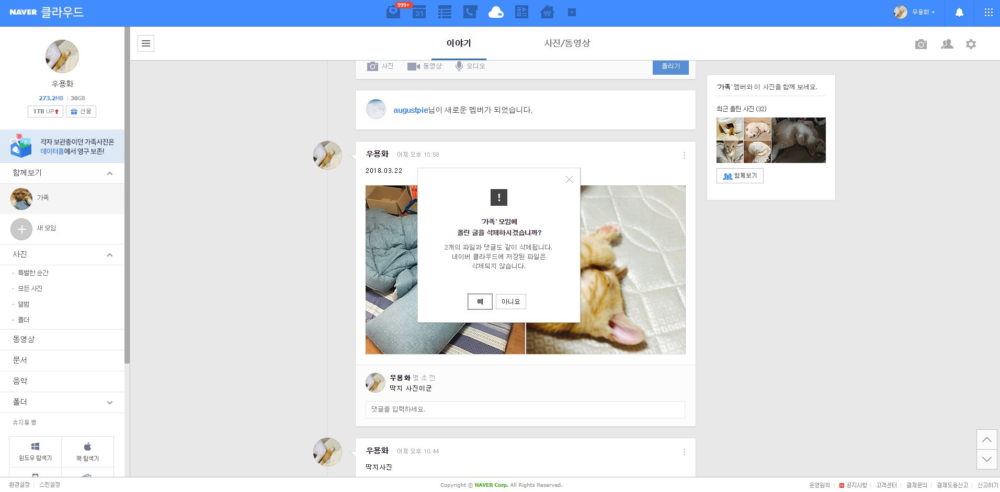 NAVER 클라우드
999+
31
우용화
우용화
273.2MB | 30GB
1TB UP
선물
각자 보관중이던 가족사진은
데이터홈에서 영구 보존!
함께보기
가족
새 모임
사진
· 특별한 순간
· 모든 사진
· 앨범
· 폴더
동영상
문서
음악
폴더
휴지통
윈도우 탐색기
맥 탐색기
이야기
사진/동영상
사진
동영상
오디오
올리기
augustpie님이 새로운 멤버가 되었습니다.
우용화 어제 오후 10:58
2018.03.22
!
'가족' 모임에
올린 글을 삭제하시겠습니까?
2개의 파일과 댓글도 같이 삭제됩니다.
네이버 클라우드에 저장된 파일은
삭제되지 않습니다.
예
아니요
우용화 몇 초 전
딱지 사진이군
댓글을 입력하세요.
우용화 어제 오후 10:44
딱지사진
'가족' 멤버와 이 사진을 함께 보세요.
최근 올린 사진 (32)
함께보기
환경설정 | 스킨설정
Copyright © NAVER Corp. All Rights Reserved.
운영원칙 | N 공지사항 | 고객센터 | 결제문의 | 결제도용신고 | 신고하기